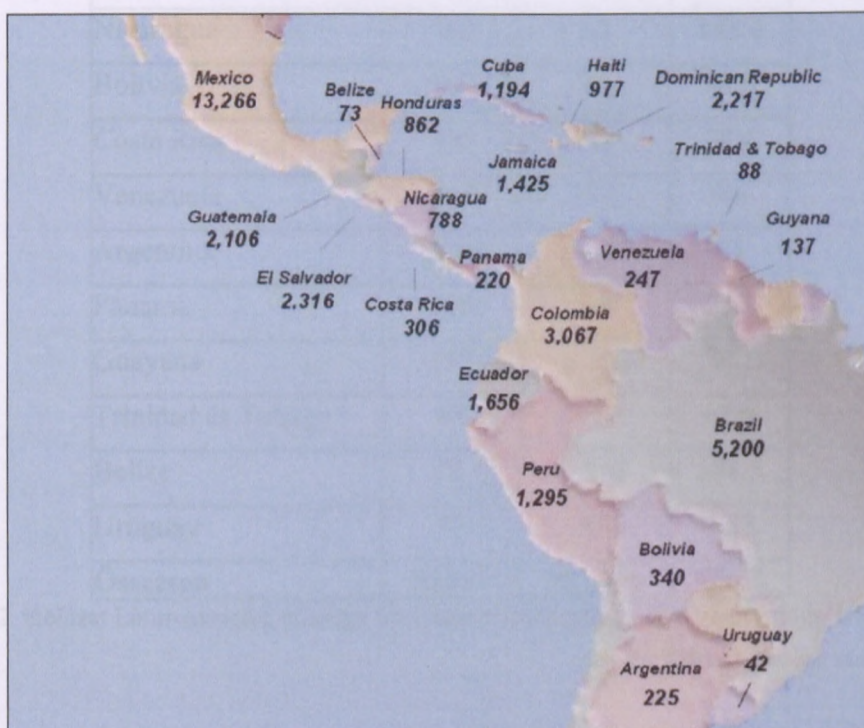 Mexico
13,266
Belize
73
Honduras
862
Cuba
1,194
Haiti
977
Dominican Republic
2,217
Jamaica
1,425
Trinidad & Tobago
88
Guatemala
2,106
El Salvador
2,316
Nicaragua
788
Costa Rica
306
Panama
220
Venezuela
247
Guyana
137
Colombia
3,067
Ecuador
1,656
Brazil
5,200
Peru
1,295
Bolivia
340
Uruguay
42
Argentina
225